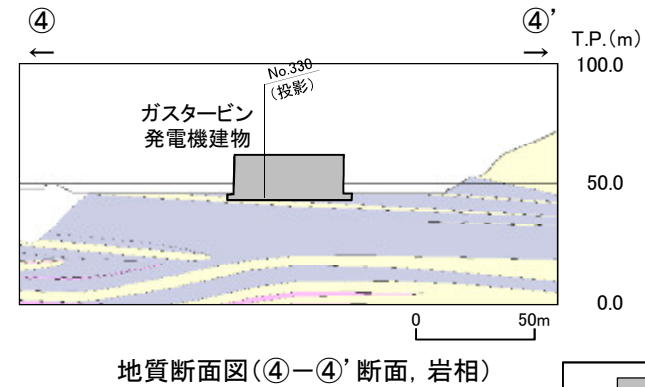 ④ ④’
← →
T.P.(m)
100.0
No.330
(投影)
ガスタービン
発電機建物
50.0
0.0
0 50m
地質断面図(④－④’断面, 岩相)